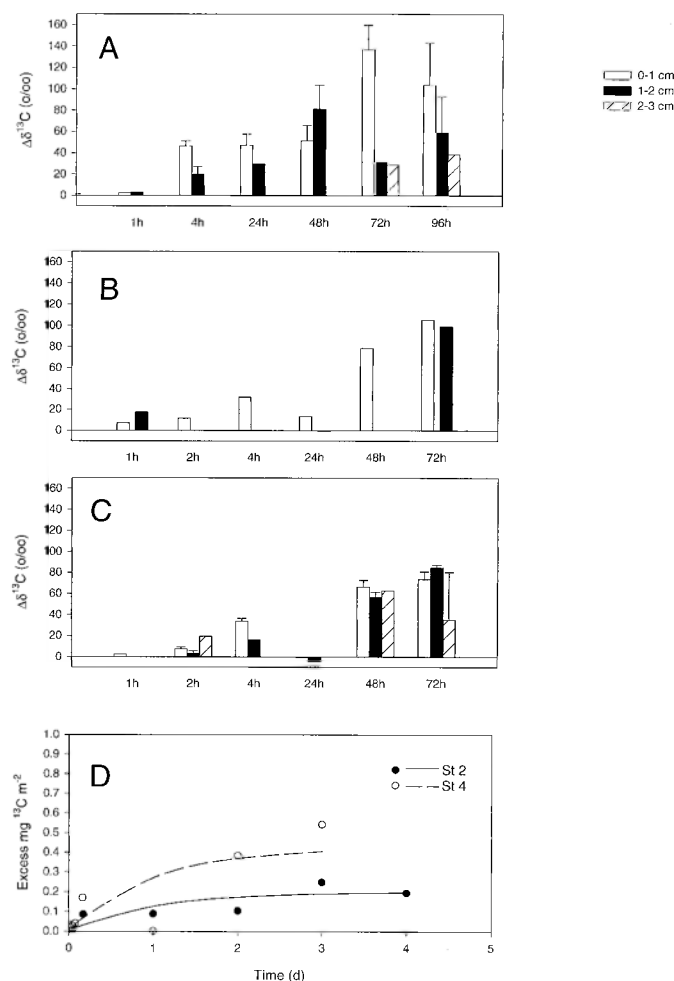 A
Δδ¹³C (o/oo)
160
140
120
100
80
60
40
20
0
1h 4h 24h 48h 72h 96h
0-1 cm
1-2 cm
2-3 cm
B
Δδ¹³C (o/oo)
160
140
120
100
80
60
40
20
0
1h 2h 4h 24h 48h 72h
C
Δδ¹³C (o/oo)
160
140
120
100
80
60
40
20
0
1h 2h 4h 24h 48h 72h
D
Excess mg ¹³C m⁻²
1.0
0.9
0.8
0.7
0.6
0.5
0.4
0.3
0.2
0.1
0.0
St 2
St 4
0 1 2 3 4 5
Time (d)